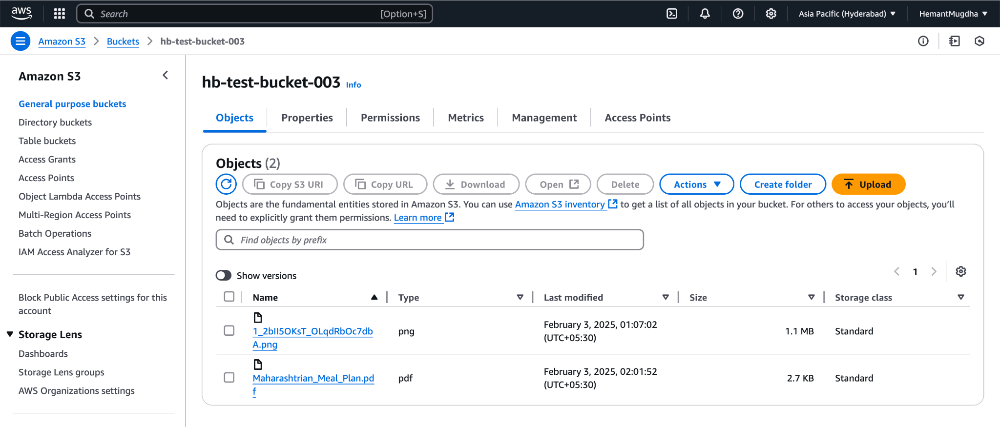 aws
Search [Option+S]
Asia Pacific (Hyderabad)
HemantMugdha
Amazon S3
Buckets
hb-test-bucket-003
Amazon S3
General purpose buckets
Directory buckets
Table buckets
Access Grants
Access Points
Object Lambda Access Points
Multi-Region Access Points
Batch Operations
IAM Access Analyzer for S3
Block Public Access settings for this
account
Storage Lens
Dashboards
Storage Lens groups
AWS Organizations settings
hb-test-bucket-003 Info
Objects
Properties
Permissions
Metrics
Management
Access Points
Objects (2)
Copy S3 URI
Copy URL
Download
Open
Delete
Actions
Create folder
Upload
Objects are the fundamental entities stored in Amazon S3. You can use Amazon S3 inventory to get a list of all objects in your bucket. For others to access your objects, you'll
need to explicitly grant them permissions. Learn more
Find objects by prefix
Show versions
1
Name
Type
Last modified
Size
Storage class
1_2bII5OKsT_OLqdRbOc7db
A.png
png
February 3, 2025, 01:07:02
(UTC+05:30)
1.1 MB
Standard
Maharashtrian_Meal_Plan.pd
f
pdf
February 3, 2025, 02:01:52
(UTC+05:30)
2.7 KB
Standard